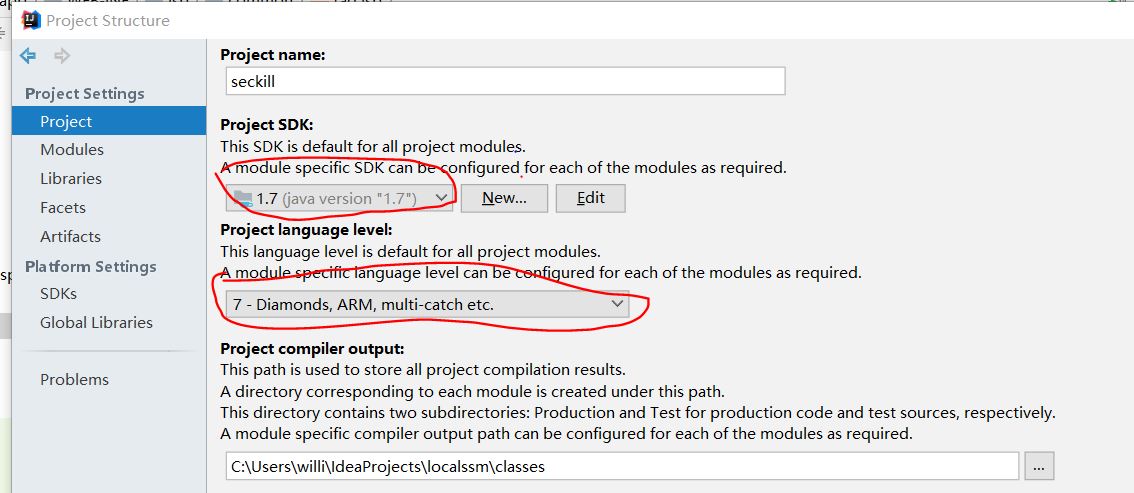 Project Structure
Project name:
seckill
Project Settings
Project
Modules
Libraries
Facets
Artifacts
Platform Settings
SDKs
Global Libraries
Problems
Project SDK:
This SDK is default for all project modules.
A module specific SDK can be configured for each of the modules as required.
1.7 (java version "1.7")
New...
Edit
Project language level:
This language level is default for all project modules.
A module specific language level can be configured for each of the modules as required.
7 - Diamonds, ARM, multi-catch etc.
Project compiler output:
This path is used to store all project compilation results.
A directory corresponding to each module is created under this path.
This directory contains two subdirectories: Production and Test for production code and test sources, respectively.
A module specific compiler output path can be configured for each of the modules as required.
C:\Users\willi\IdeaProjects\localssm\classes
...